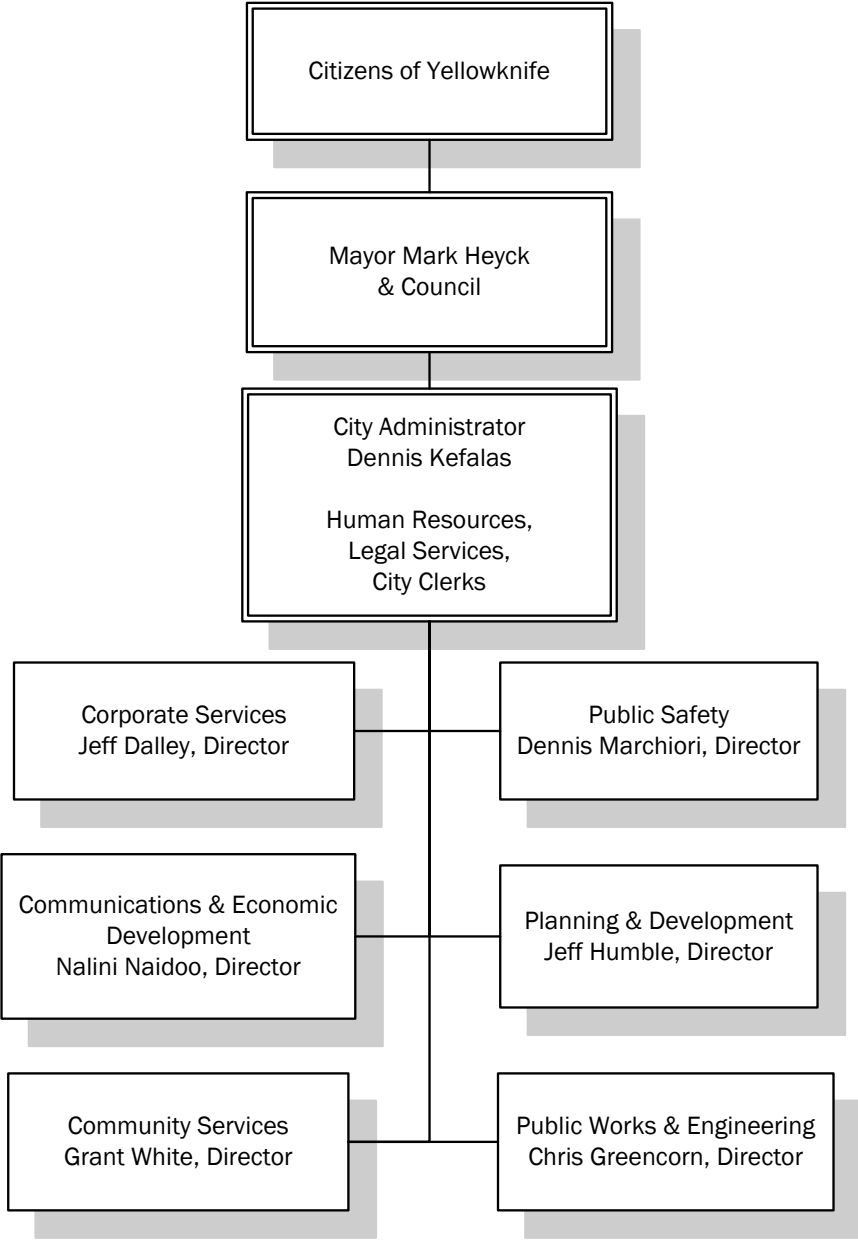 Citizens of Yellowknife
Mayor Mark Heyck
& Council
City Administrator
Dennis Kefalas
Human Resources,
Legal Services,
City Clerks
Corporate Services
Jeff Dalley, Director
Public Safety
Dennis Marchiori, Director
Communications & Economic
Development
Nalini Naidoo, Director
Planning & Development
Jeff Humble, Director
Community Services
Grant White, Director
Public Works & Engineering
Chris Greencorn, Director